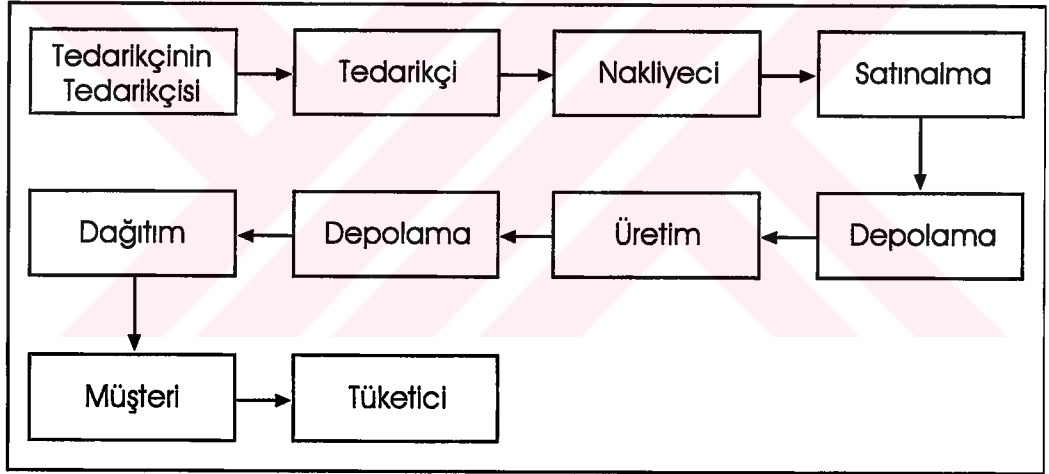 Tedarikçinin
Tedarikçisi
Tedarikçi
Nakliyeci
Satınalma
Dağıtım
Depolama
Üretim
Depolama
Müşteri
Tüketici